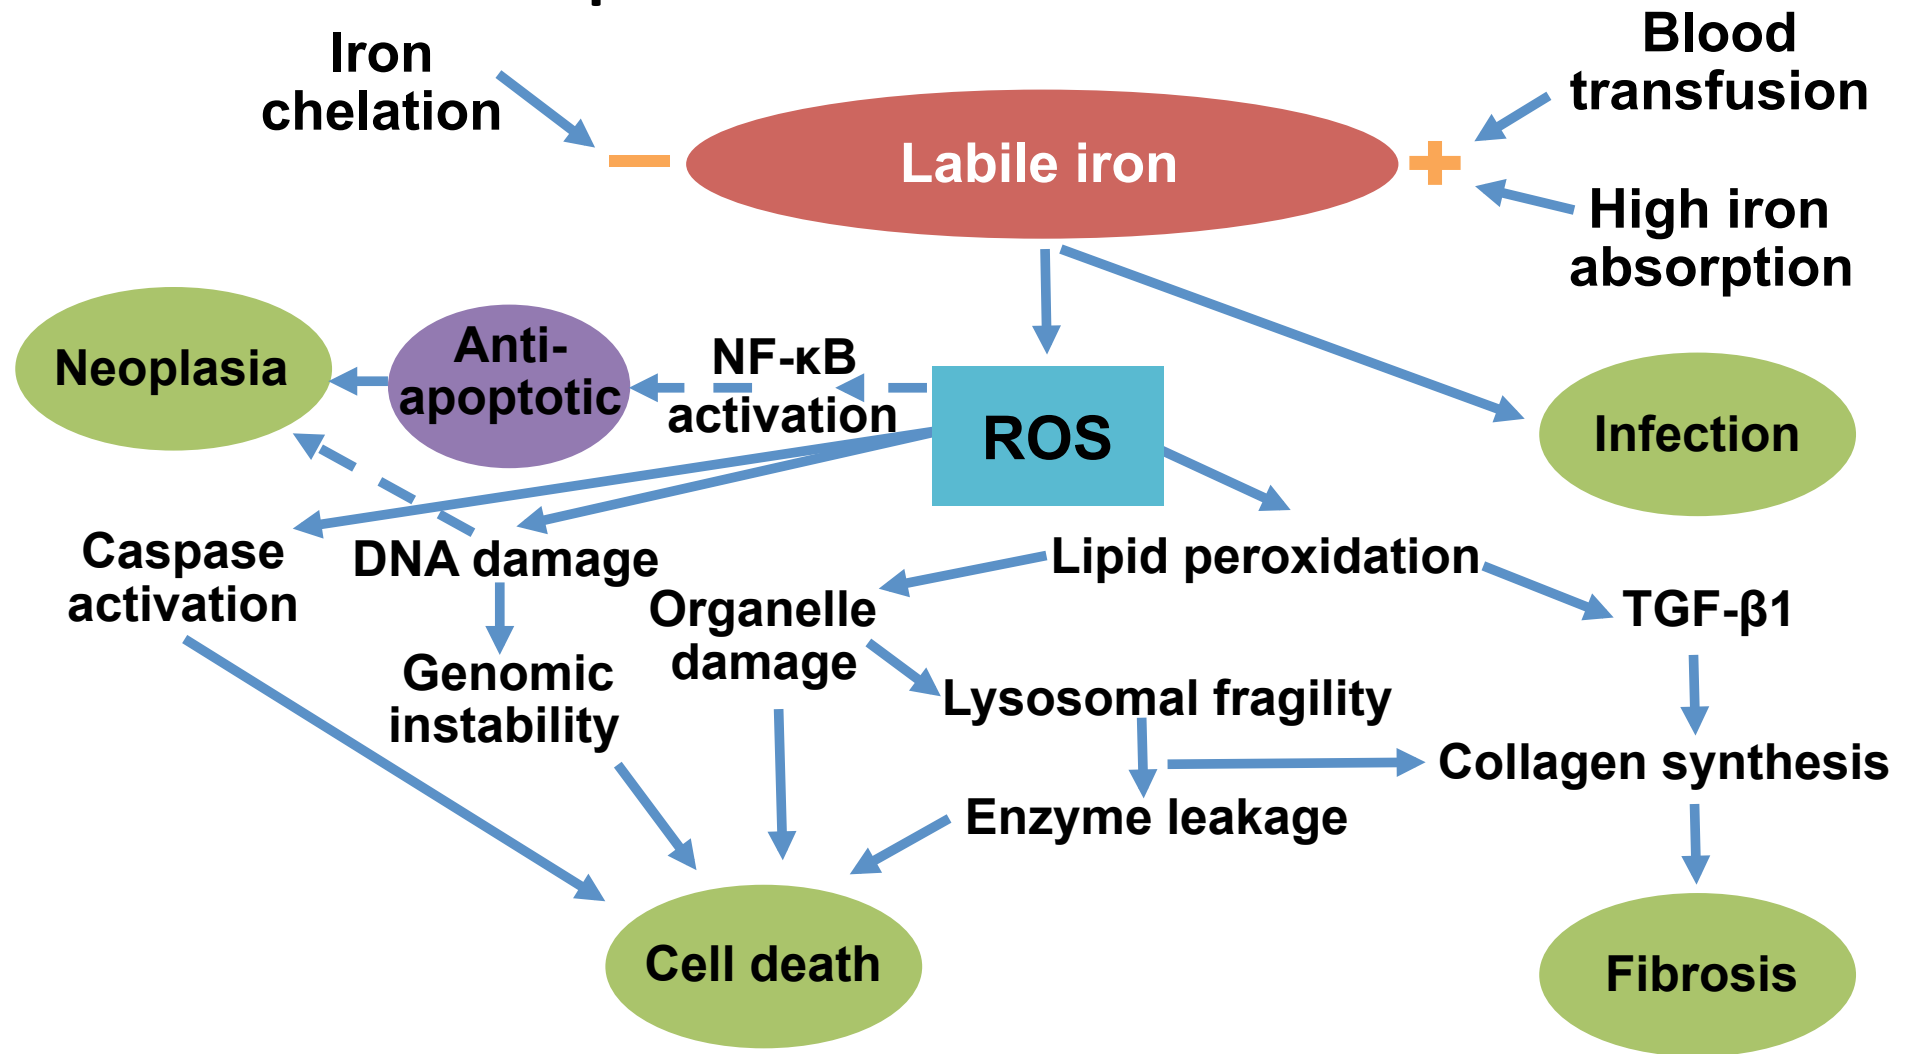 Iron
chelation
Blood
transfusion
Labile iron
High iron
absorption
Neoplasia
Anti-
apoptotic
NF-κB
activation
ROS
Infection
Caspase
activation
DNA damage
Lipid peroxidation
Organelle
damage
TGF-β1
Genomic
instability
Lysosomal fragility
Collagen synthesis
Enzyme leakage
Cell death
Fibrosis